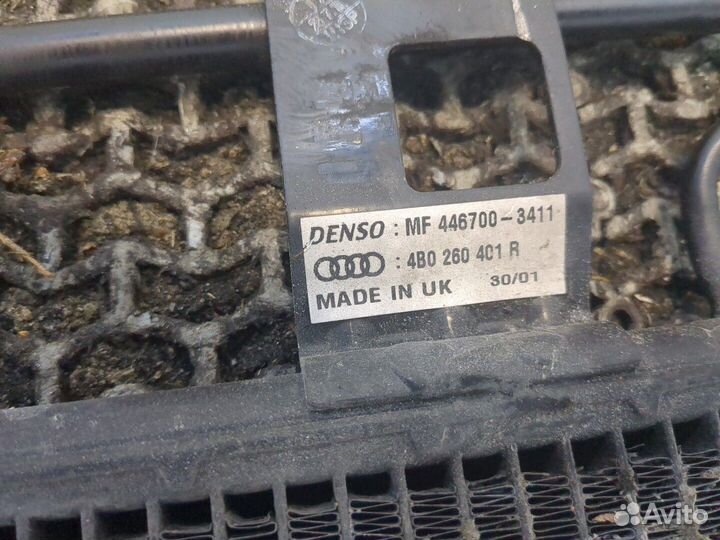 DENSO : MF 446700-3411
: 4B0 260 401 R
MADE IN UK 30/01
Avito